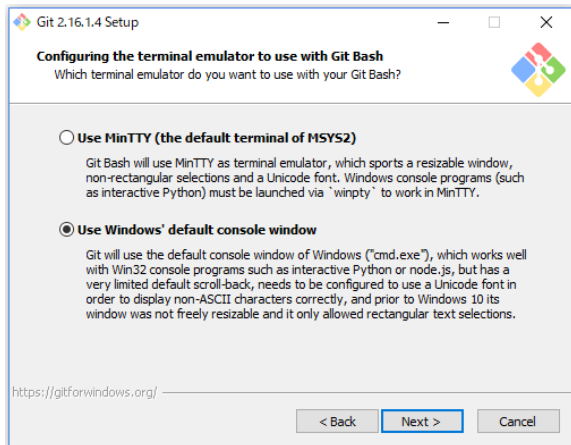 Git 2.16.1.4 Setup
Configuring the terminal emulator to use with Git Bash
Which terminal emulator do you want to use with your Git Bash?
Use MinTTY (the default terminal of MSYS2)
Git Bash will use MinTTY as terminal emulator, which sports a resizable window,
non-rectangular selections and a Unicode font. Windows console programs (such
as interactive Python) must be launched via `winpty` to work in MinTTY.
Use Windows' default console window
Git will use the default console window of Windows ("cmd.exe"), which works well
with Win32 console programs such as interactive Python or node.js, but has a
very limited default scroll-back, needs to be configured to use a Unicode font in
order to display non-ASCII characters correctly, and prior to Windows 10 its
window was not freely resizable and it only allowed rectangular text selections.
https://gitforwindows.org/
< Back Next > Cancel